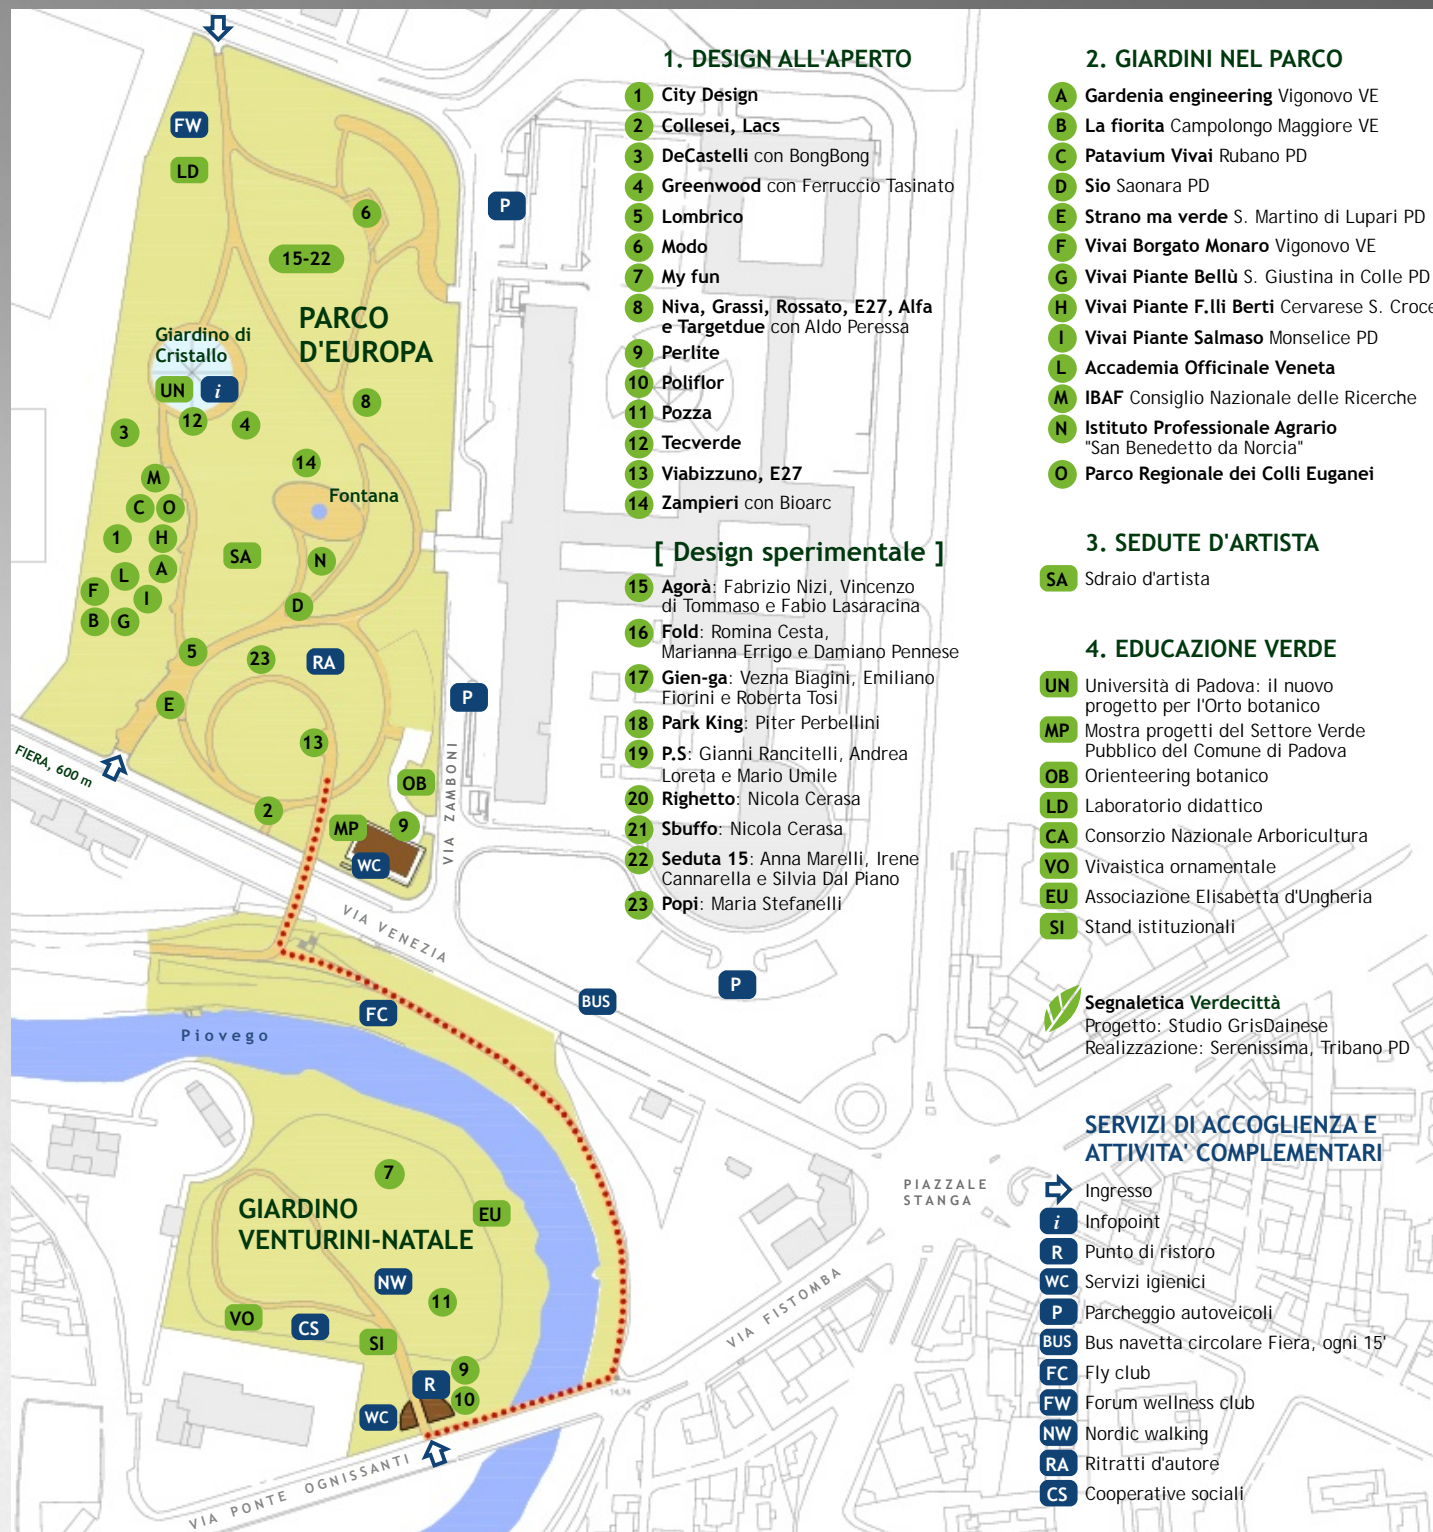 FW
LD
6
15-22
PARCO
D'EUROPA
Giardino di
Cristallo
UN
i
8
12
4
3
14
Fontana
M
C
O
1
H
SA
N
L
A
F
I
D
B
G
5
23
RA
E
13
FIERA, 600 m
OB
2
MP
9
WC
P
P
VIA ZAMBONI
VIA VENEZIA
FC
BUS
P
Piovego
7
GIARDINO
VENTURINI-NATALE
EU
NW
11
VO
CS
SI
9
R
10
WC
14.74
VIA PONTE OGNISSANTI
VIA FISTOMBA
PIAZZALE
STANGA
1. DESIGN ALL'APERTO
1 City Design
2 Collesei, Lacs
3 DeCastelli con BongBong
4 Greenwood con Ferruccio Tasinato
5 Lombrico
6 Modo
7 My fun
8 Niva, Grassi, Rossato, E27, Alfa
e Targetdue con Aldo Peressa
9 Perlite
10 Poliflor
11 Pozza
12 Tecverde
13 Viabizzuno, E27
14 Zampieri con Bioarc
[ Design sperimentale ]
15 Agorà: Fabrizio Nizi, Vincenzo
di Tommaso e Fabio Lasaracina
16 Fold: Romina Cesta,
Marianna Errigo e Damiano Pennese
17 Gien-ga: Vezna Biagini, Emiliano
Fiorini e Roberta Tosi
18 Park King: Piter Perbellini
19 P.S: Gianni Rancitelli, Andrea
Loreta e Mario Umile
20 Righetto: Nicola Cerasa
21 Sbuffo: Nicola Cerasa
22 Seduta 15: Anna Marelli, Irene
Cannarella e Silvia Dal Piano
23 Popi: Maria Stefanelli
2. GIARDINI NEL PARCO
A Gardenia engineering Vigonovo VE
B La fiorita Campolongo Maggiore VE
C Patavium Vivai Rubano PD
D Sio Saonara PD
E Strano ma verde S. Martino di Lupari PD
F Vivai Borgato Monaro Vigonovo VE
G Vivai Piante Bellù S. Giustina in Colle PD
H Vivai Piante F.lli Berti Cervarese S. Croce
I Vivai Piante Salmaso Monselice PD
L Accademia Officinale Veneta
M IBAF Consiglio Nazionale delle Ricerche
N Istituto Professionale Agrario
"San Benedetto da Norcia"
O Parco Regionale dei Colli Euganei
3. SEDUTE D'ARTISTA
SA Sdraio d'artista
4. EDUCAZIONE VERDE
UN Università di Padova: il nuovo
progetto per l'Orto botanico
MP Mostra progetti del Settore Verde
Pubblico del Comune di Padova
OB Orienteering botanico
LD Laboratorio didattico
CA Consorzio Nazionale Arboricultura
VO Vivaistica ornamentale
EU Associazione Elisabetta d'Ungheria
SI Stand istituzionali
Segnaletica Verdecittà
Progetto: Studio GrisDainese
Realizzazione: Serenissima, Tribano PD
SERVIZI DI ACCOGLIENZA E
ATTIVITA' COMPLEMENTARI
Ingresso
i Infopoint
R Punto di ristoro
WC Servizi igienici
P Parcheggio autoveicoli
BUS Bus navetta circolare Fiera, ogni 15'
FC Fly club
FW Forum wellness club
NW Nordic walking
RA Ritratti d'autore
CS Cooperative sociali